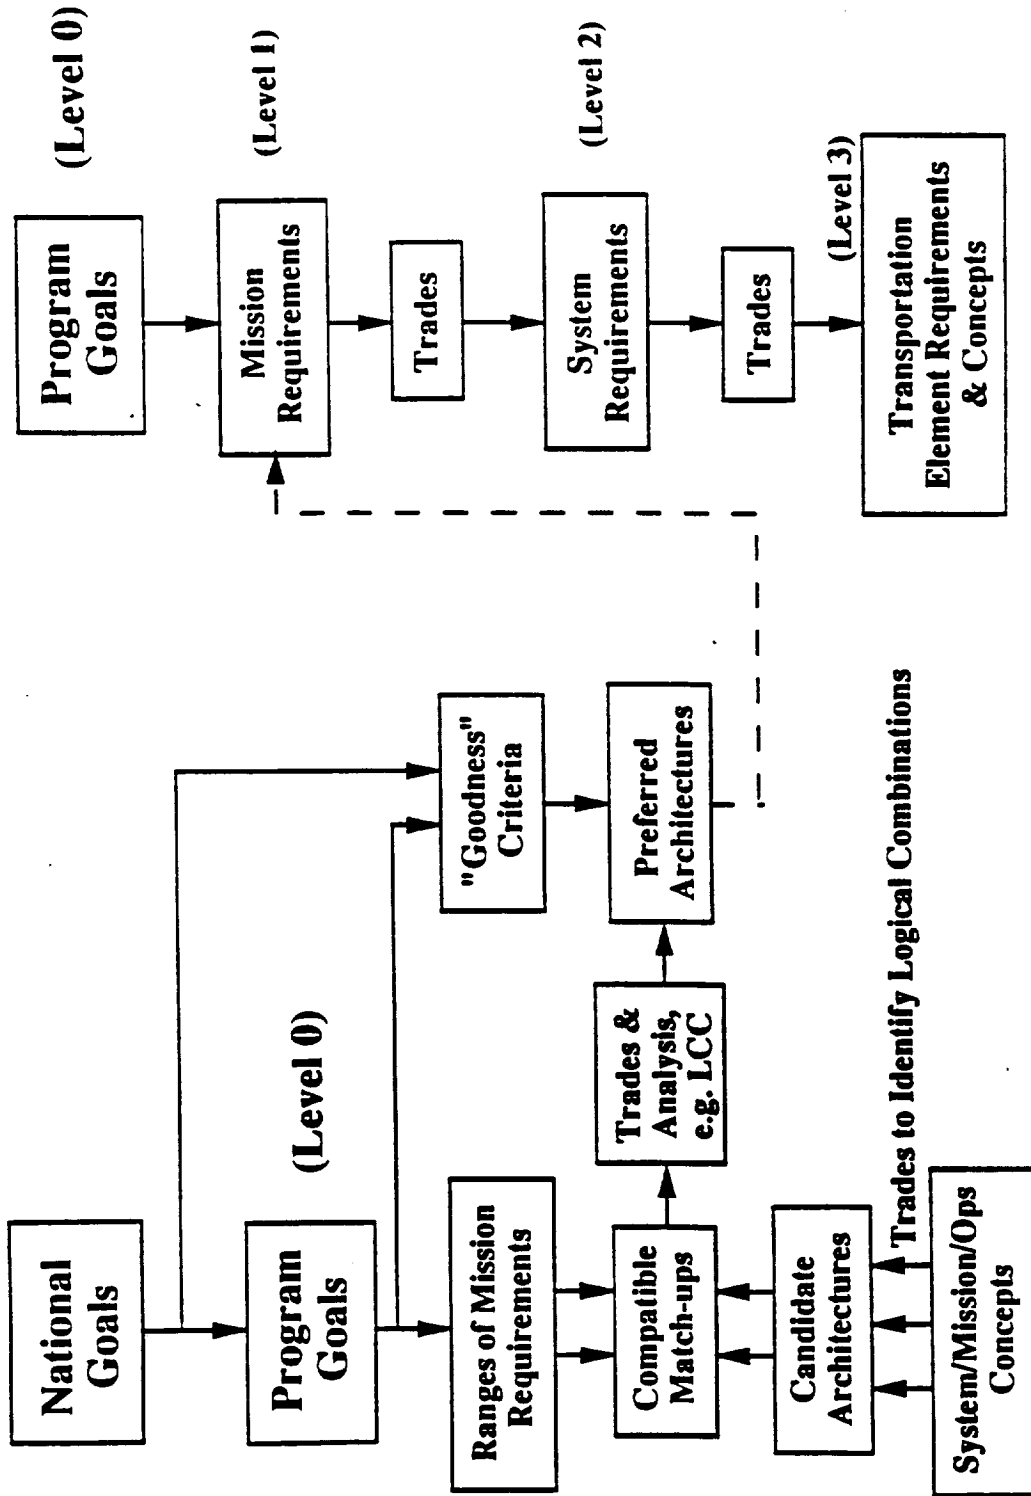 National
Goals
Program
Goals
(Level 0)
Ranges of Mission
Requirements
"Goodness"
Criteria
Compatible
Match-ups
Trades &
Analysis,
e.g. LCC
Preferred
Architectures
Candidate
Architectures
Trades to Identify Logical Combinations
System/Mission/Ops
Concepts
Program
Goals
(Level 0)
Mission
Requirements
(Level 1)
Trades
System
Requirements
(Level 2)
Trades
(Level 3)
Transportation
Element Requirements
& Concepts